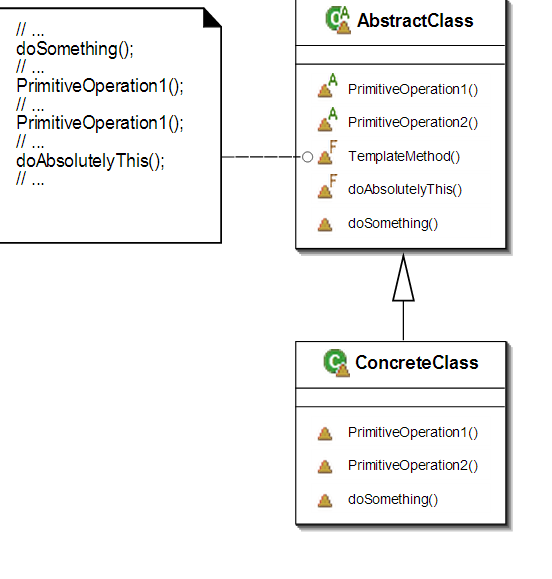 // ...
doSomething();
// ...
PrimitiveOperation1();
// ...
PrimitiveOperation1();
// ...
doAbsolutelyThis();
// ...
C A AbstractClass
A PrimitiveOperation1()
A PrimitiveOperation2()
F TemplateMethod()
F doAbsolutelyThis()
doSomething()
C ConcreteClass
PrimitiveOperation1()
PrimitiveOperation2()
doSomething()